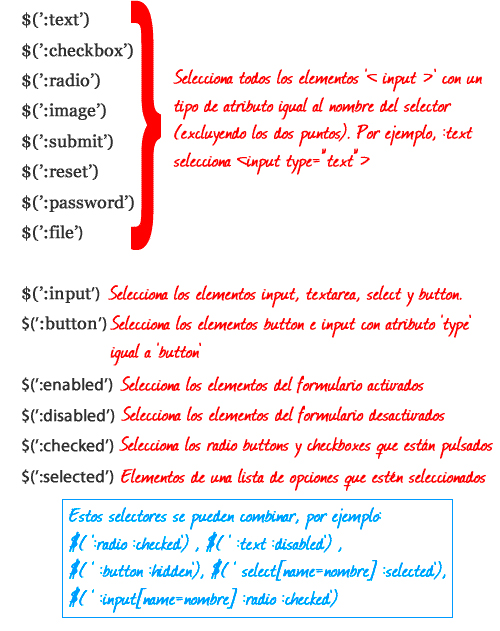 $(':text')
$(':checkbox')
$(':radio')
$(':image')
$(':submit')
$(':reset')
$(':password')
$(':file')
Selecciona todos los elementos '< input >' con un
tipo de atributo igual al nombre del selector
(excluyendo los dos puntos). Por ejemplo, :text
selecciona <input type="text">
$(':input') Selecciona los elementos input, textarea, select y button.
$(':button') Selecciona los elementos button e input con atributo 'type'
igual a 'button'
$(':enabled') Selecciona los elementos del formulario activados
$(':disabled') Selecciona los elementos del formulario desactivados
$(':checked') Selecciona los radio buttons y checkboxes que están pulsados
$(':selected') Elementos de una lista de opciones que estén seleccionados
Estos selectores se pueden combinar, por ejemplo:
$( ':radio :checked') , $( ' :text :disabled') ,
$( ' :button :hidden'), $( ' select[name=nombre] :selected'),
$( ' :input[name=nombre] :radio :checked')